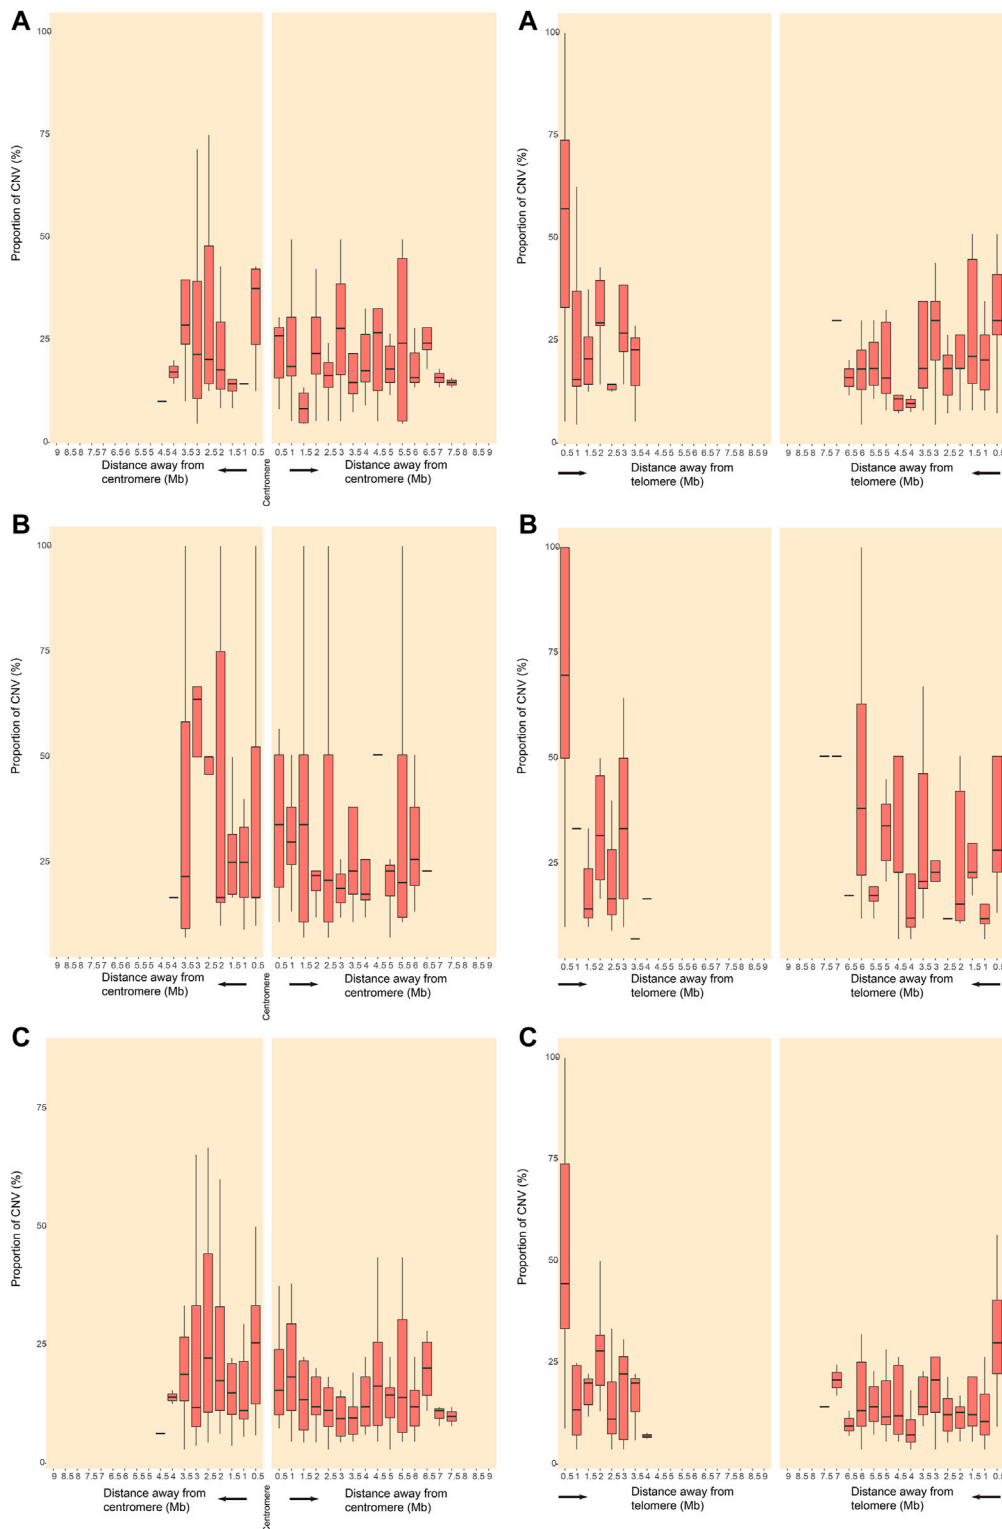 A
A
100
75
50
25
0
Proportion of CNV (%)
9 8.5 8 7.5 7 6.5 6 5.5 5 4.5 4 3.5 3 2.5 2 1.5 1 0.5
0.5 1 1.5 2 2.5 3 3.5 4 4.5 5 5.5 6 6.5 7 7.5 8 8.5 9
Distance away from
centromere (Mb)
Centromere
Distance away from
centromere (Mb)
100
75
50
25
0
Proportion of CNV (%)
0.5 1 1.5 2 2.5 3 3.5 4 4.5 5 5.5 6 6.5 7 7.5 8 8.5 9
9 8.5 8 7.5 7 6.5 6 5.5 5 4.5 4 3.5 3 2.5 2 1.5 1 0.5
Distance away from
telomere (Mb)
Distance away from
telomere (Mb)
B
B
100
75
50
25
Proportion of CNV (%)
9 8.5 8 7.5 7 6.5 6 5.5 5 4.5 4 3.5 3 2.5 2 1.5 1 0.5
0.5 1 1.5 2 2.5 3 3.5 4 4.5 5 5.5 6 6.5 7 7.5 8 8.5 9
Distance away from
centromere (Mb)
Centromere
Distance away from
centromere (Mb)
100
75
50
25
Proportion of CNV (%)
0.5 1 1.5 2 2.5 3 3.5 4 4.5 5 5.5 6 6.5 7 7.5 8 8.5 9
9 8.5 8 7.5 7 6.5 6 5.5 5 4.5 4 3.5 3 2.5 2 1.5 1 0.5
Distance away from
telomere (Mb)
Distance away from
telomere (Mb)
C
C
75
50
25
0
Proportion of CNV (%)
9 8.5 8 7.5 7 6.5 6 5.5 5 4.5 4 3.5 3 2.5 2 1.5 1 0.5
0.5 1 1.5 2 2.5 3 3.5 4 4.5 5 5.5 6 6.5 7 7.5 8 8.5 9
Distance away from
centromere (Mb)
Centromere
Distance away from
centromere (Mb)
100
75
50
25
0
Proportion of CNV (%)
0.5 1 1.5 2 2.5 3 3.5 4 4.5 5 5.5 6 6.5 7 7.5 8 8.5 9
9 8.5 8 7.5 7 6.5 6 5.5 5 4.5 4 3.5 3 2.5 2 1.5 1 0.5
Distance away from
telomere (Mb)
Distance away from
telomere (Mb)